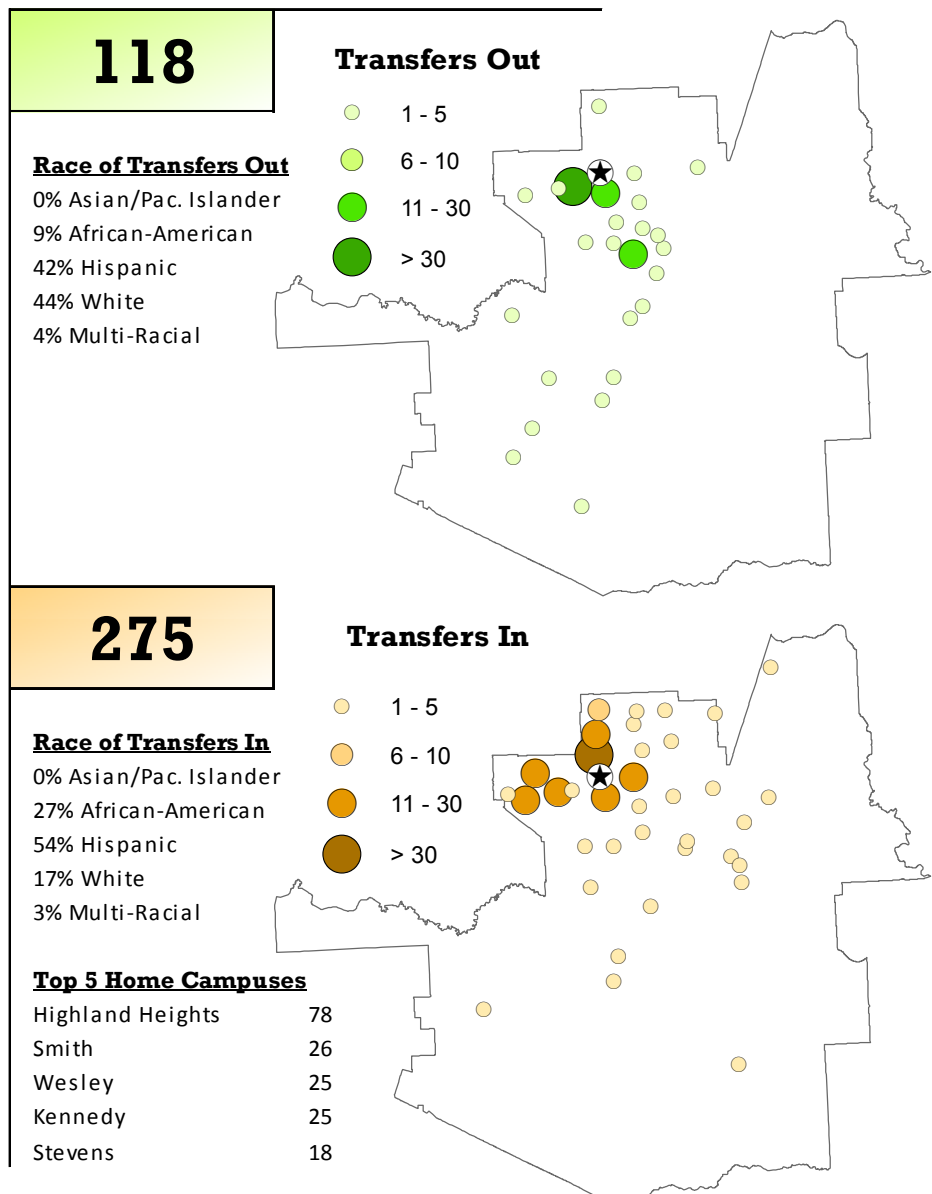 118
Transfers Out
1 - 5
6 - 10
11 - 30
> 30
Race of Transfers Out
0% Asian/Pac. Islander
9% African-American
42% Hispanic
44% White
4% Multi-Racial
275
Transfers In
1 - 5
6 - 10
11 - 30
> 30
Race of Transfers In
0% Asian/Pac. Islander
27% African-American
54% Hispanic
17% White
3% Multi-Racial
Top 5 Home Campuses
Highland Heights 78
Smith 26
Wesley 25
Kennedy 25
Stevens 18